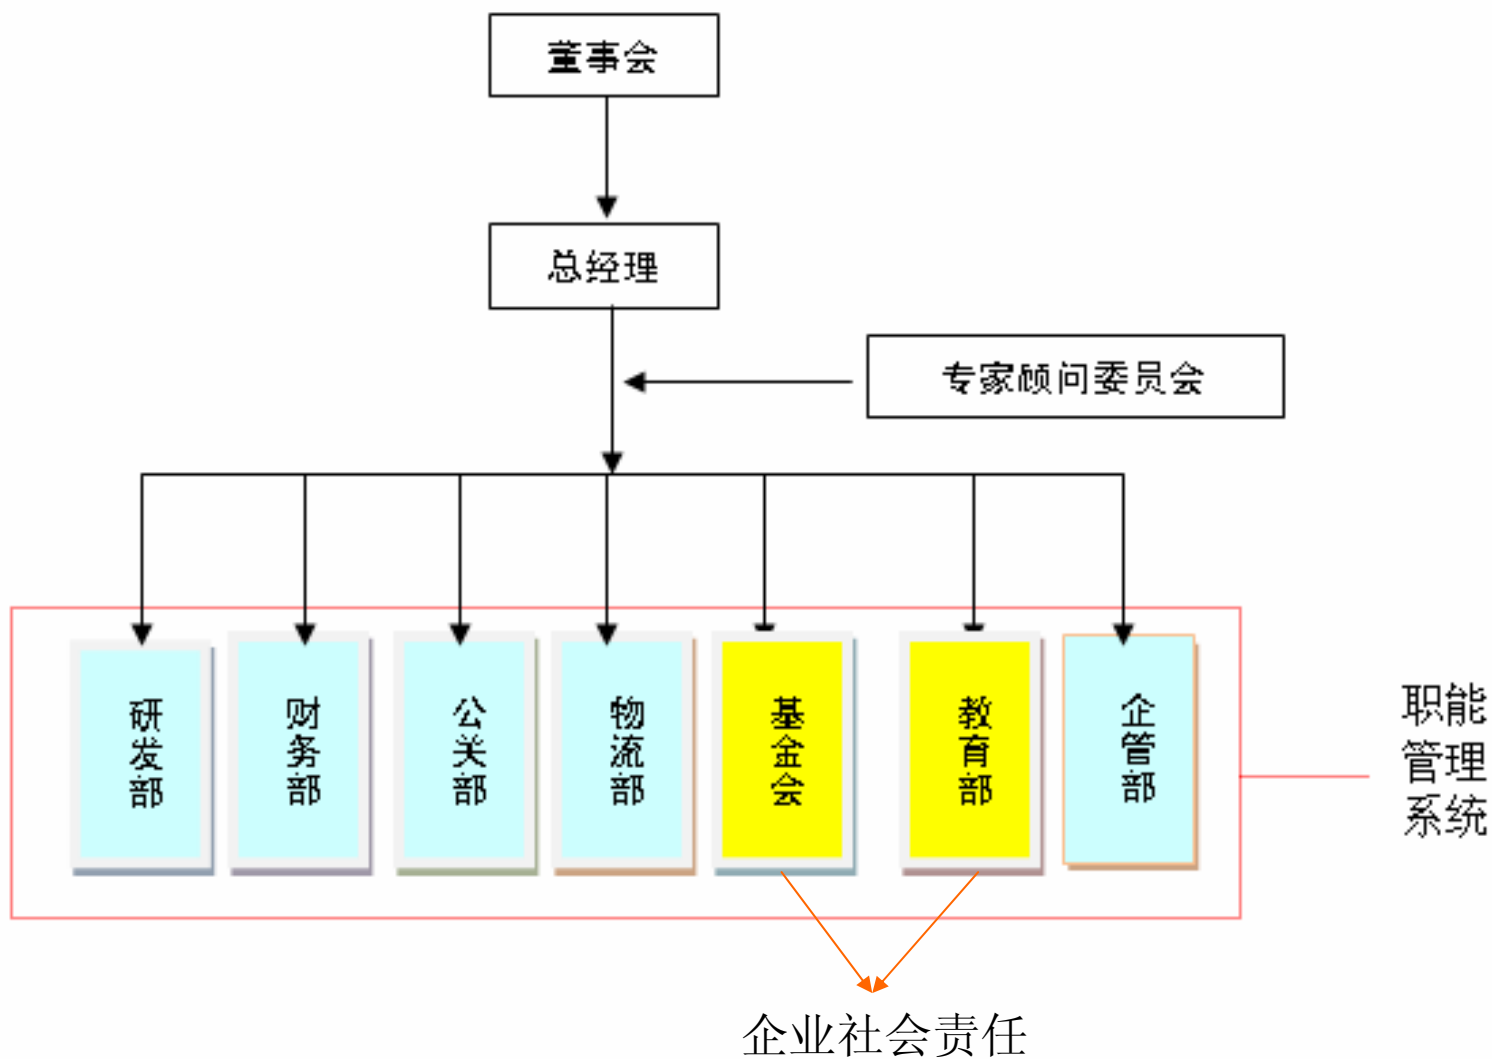 董事会
总经理
专家顾问委员会
研发部
财务部
公关部
物流部
基金会
教育部
企管部
职能
管理
系统
企业社会责任